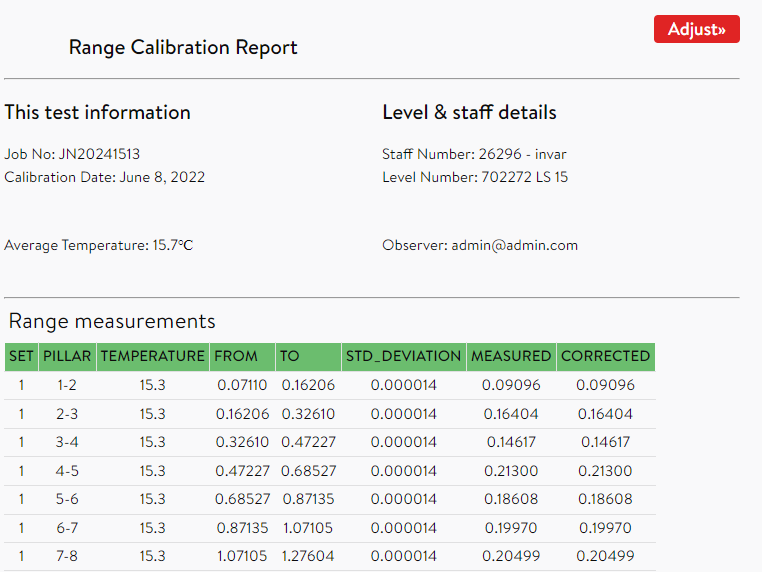 Adjust»
Range Calibration Report
This test information
Level & staff details
Job No: JN20241513
Staff Number: 26296 - invar
Calibration Date: June 8, 2022
Level Number: 702272 LS 15
Average Temperature: 15.7°C
Observer: admin@admin.com
Range measurements
SET PILLAR TEMPERATURE FROM TO STD_DEVIATION MEASURED CORRECTED
1 1-2 15.3 0.07110 0.16206 0.000014 0.09096 0.09096
1 2-3 15.3 0.16206 0.32610 0.000014 0.16404 0.16404
1 3-4 15.3 0.32610 0.47227 0.000014 0.14617 0.14617
1 4-5 15.3 0.47227 0.68527 0.000014 0.21300 0.21300
1 5-6 15.3 0.68527 0.87135 0.000014 0.18608 0.18608
1 6-7 15.3 0.87135 1.07105 0.000014 0.19970 0.19970
1 7-8 15.3 1.07105 1.27604 0.000014 0.20499 0.20499